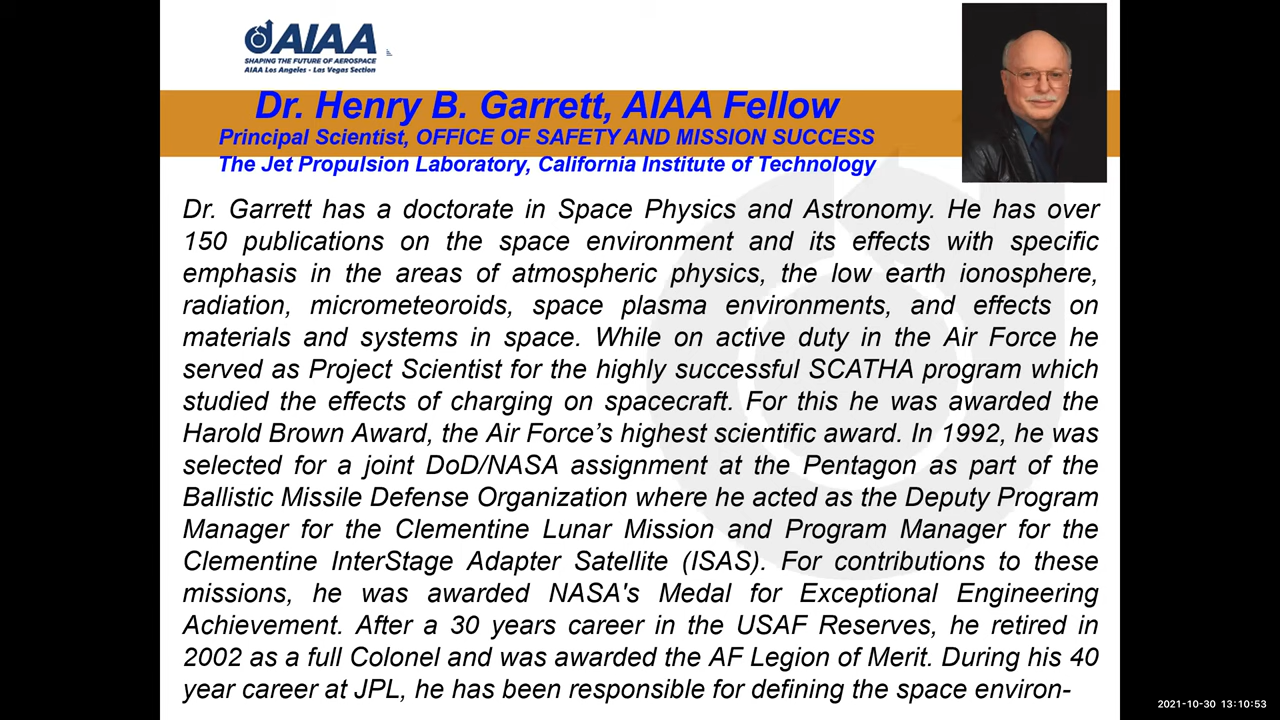 AIAA
SHAPING THE FUTURE OF AEROSPACE
AIAA Los Angeles - Las Vegas Section
Dr. Henry B. Garrett, AIAA Fellow
Principal Scientist, OFFICE OF SAFETY AND MISSION SUCCESS
The Jet Propulsion Laboratory, California Institute of Technology
Dr. Garrett has a doctorate in Space Physics and Astronomy. He has over
150 publications on the space environment and its effects with specific
emphasis in the areas of atmospheric physics, the low earth ionosphere,
radiation, micrometeoroids, space plasma environments, and effects on
materials and systems in space. While on active duty in the Air Force he
served as Project Scientist for the highly successful SCATHA program which
studied the effects of charging on spacecraft. For this he was awarded the
Harold Brown Award, the Air Force’s highest scientific award. In 1992, he was
selected for a joint DoD/NASA assignment at the Pentagon as part of the
Ballistic Missile Defense Organization where he acted as the Deputy Program
Manager for the Clementine Lunar Mission and Program Manager for the
Clementine InterStage Adapter Satellite (ISAS). For contributions to these
missions, he was awarded NASA's Medal for Exceptional Engineering
Achievement. After a 30 years career in the USAF Reserves, he retired in
2002 as a full Colonel and was awarded the AF Legion of Merit. During his 40
year career at JPL, he has been responsible for defining the space environ-
2021-10-30 13:10:53